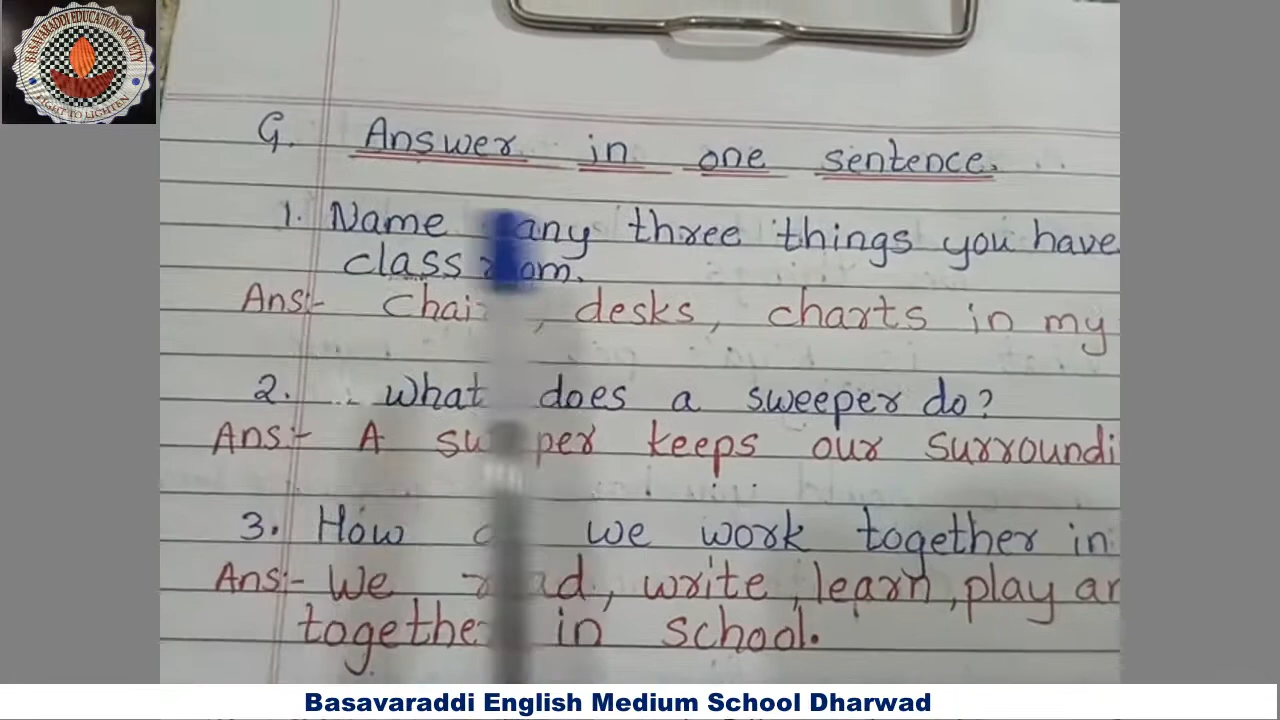 BASAVARADDI EDUCATION SOCIETY
FIGHT TO LIGHTEN
G. Answer in one sentence.
1. Name any three things you have
class
Ans:- desks, charts in my
2. What does a sweeper do?
Ans:- A keeps our
3. How we work together in
Ans:- We write, learn, play
in school.
Basavaraddi English Medium School Dharwad